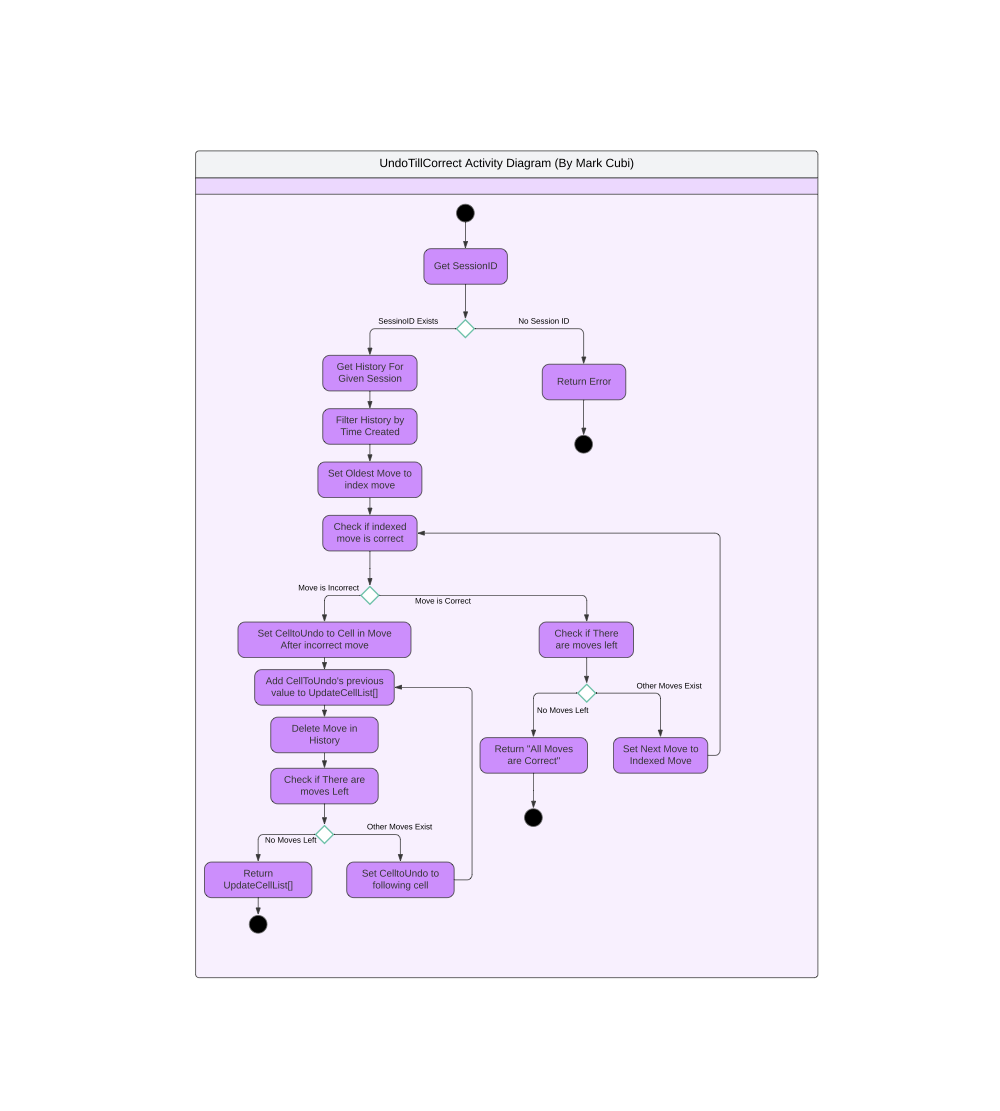 UndoTillCorrect Activity Diagram (By Mark Cubi)
Get SessionID
SessinoID Exists
No Session ID
Get History For
Given Session
Return Error
Filter History by
Time Created
Set Oldest Move to
index move
Check if indexed
move is correct
Move is Incorrect
Move is Correct
Set CelltoUndo to Cell in Move
After incorrect move
Check if There
are moves left
Add CellToUndo's previous
value to UpdateCellList[]
Other Moves Exist
No Moves Left
Delete Move in
History
Return "All Moves
are Correct"
Set Next Move to
Indexed Move
Check if There are
moves Left
Other Moves Exist
No Moves Left
Return
UpdateCellList[]
Set CelltoUndo to
following cell